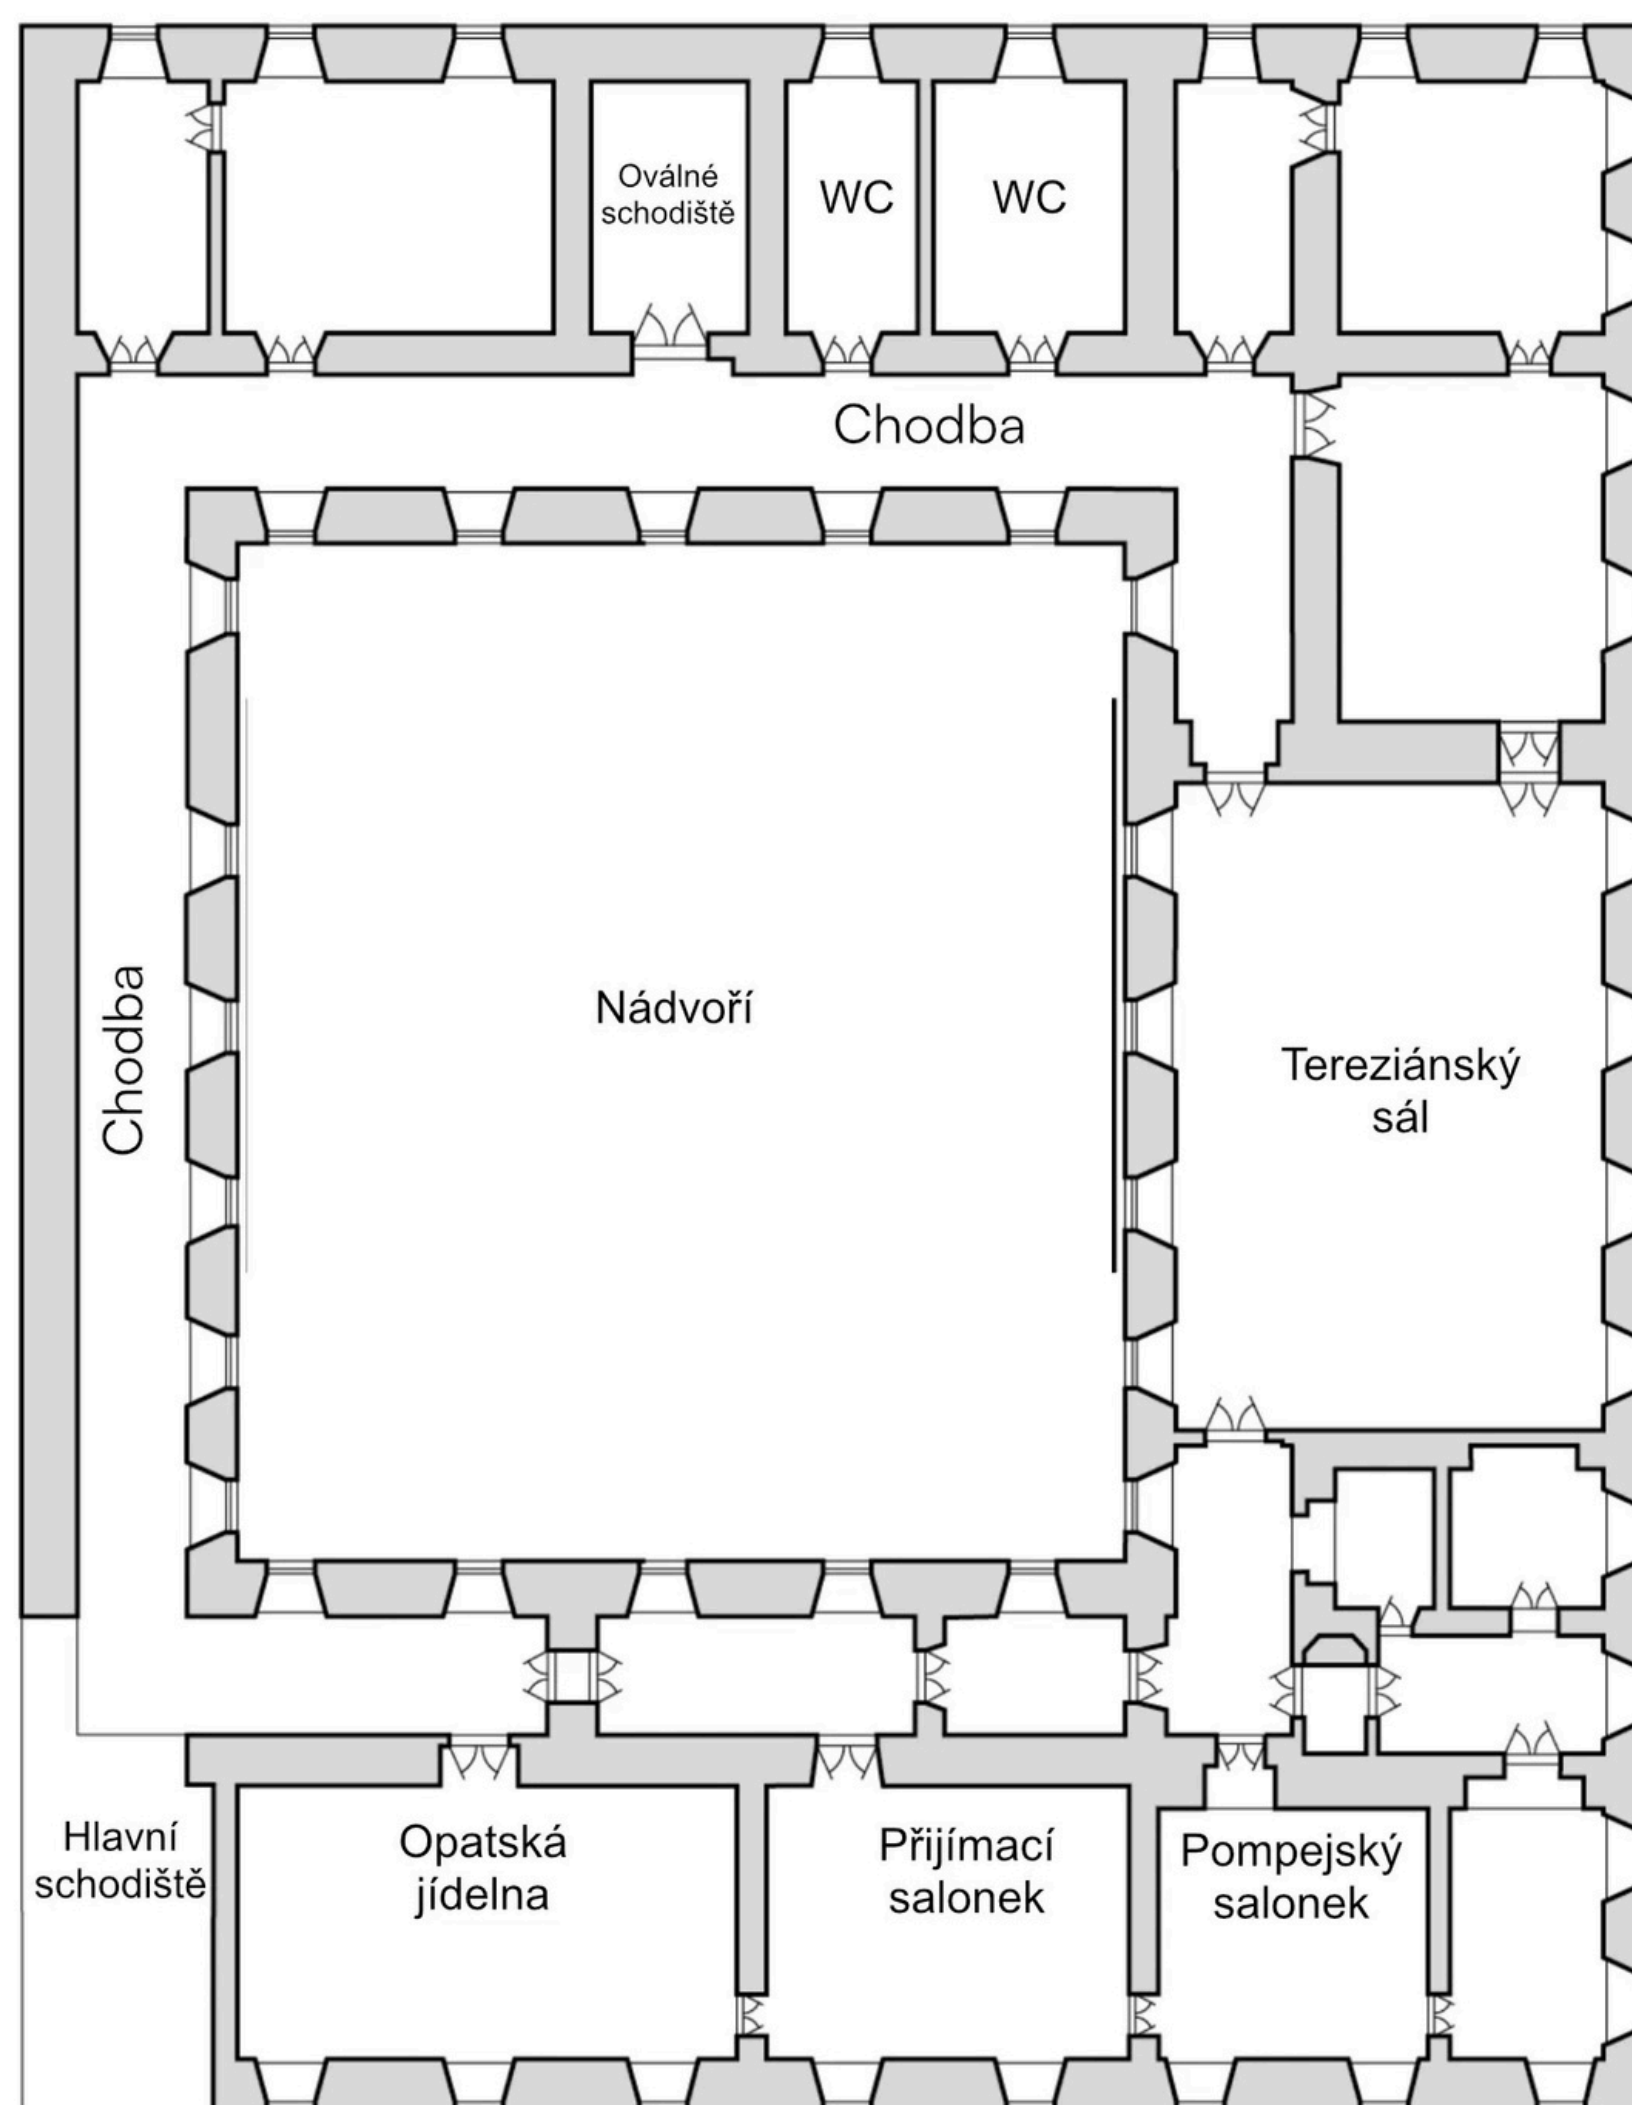 Oválné
schodiště
WC
WC
Chodba
Chodba
Nádvoří
Tereziánský
sál
Hlavní
schodiště
Opatská
jídelna
Přijímací
salonek
Pompejský
salonek